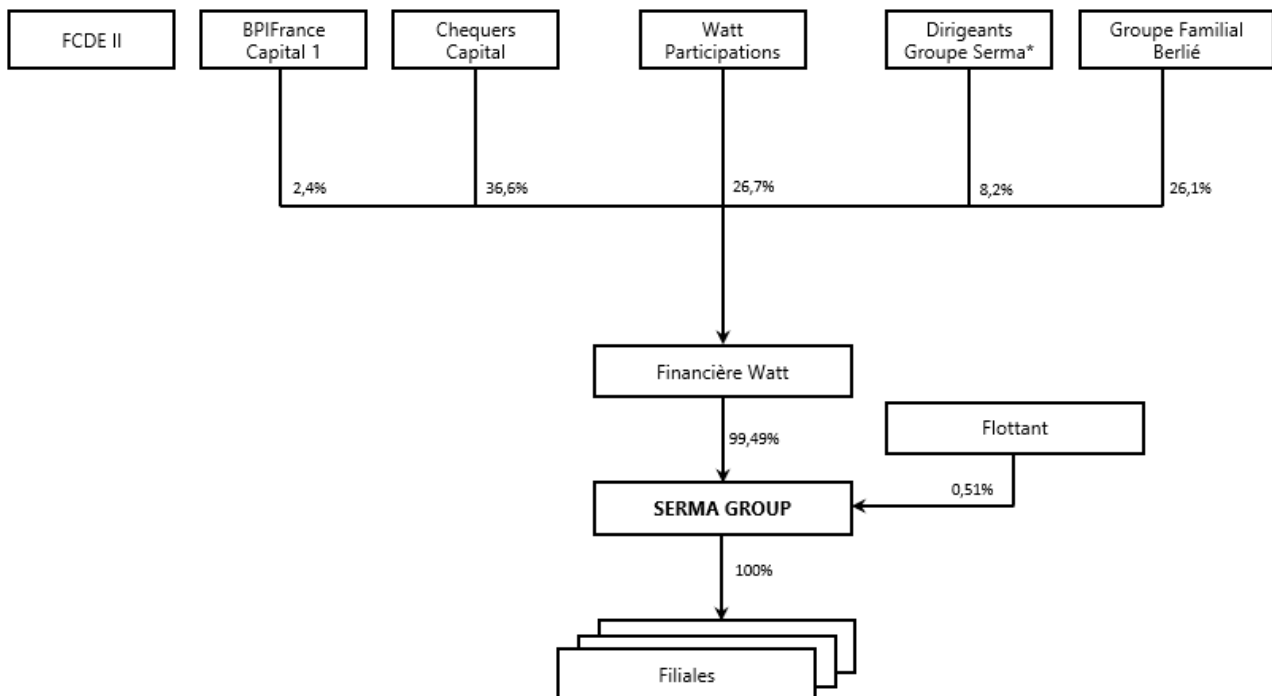 FCDE II
BPIFrance
Capital 1
Chequers
Capital
Watt
Participations
Dirigeants
Groupe Serma*
Groupe Familial
Berlié
2,4%
36,6%
26,7%
8,2%
26,1%
Financière Watt
99,49%
Flottant
0,51%
SERMA GROUP
100%
Filiales